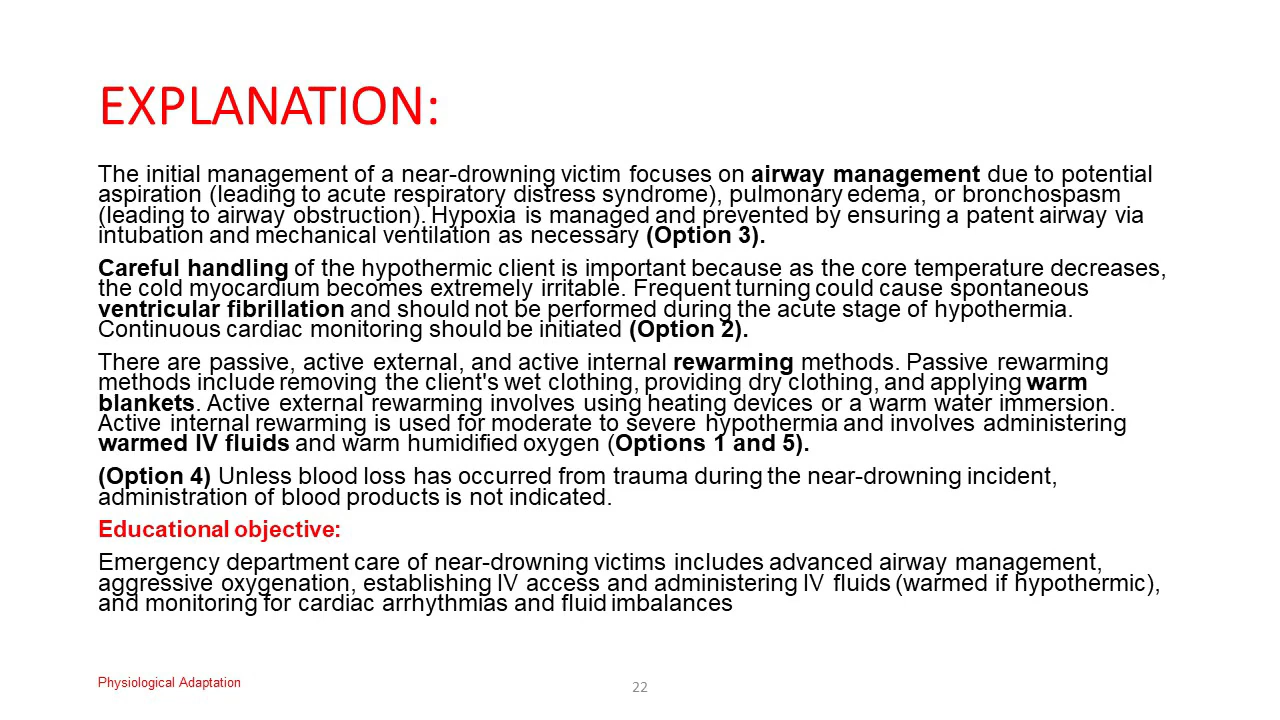 EXPLANATION:
The initial management of a near-drowning victim focuses on airway management due to potential
aspiration (leading to acute respiratory distress syndrome), pulmonary edema, or bronchospasm
(leading to airway obstruction). Hypoxia is managed and prevented by ensuring a patent airway via
intubation and mechanical ventilation as necessary (Option 3).
Careful handling of the hypothermic client is important because as the core temperature decreases,
the cold myocardium becomes extremely irritable. Frequent turning could cause spontaneous
ventricular fibrillation and should not be performed during the acute stage of hypothermia.
Continuous cardiac monitoring should be initiated (Option 2).
There are passive, active external, and active internal rewarming methods. Passive rewarming
methods include removing the client's wet clothing, providing dry clothing, and applying warm
blankets. Active external rewarming involves using heating devices or a warm water immersion.
Active internal rewarming is used for moderate to severe hypothermia and involves administering
warmed IV fluids and warm humidified oxygen (Options 1 and 5).
(Option 4) Unless blood loss has occurred from trauma during the near-drowning incident,
administration of blood products is not indicated.
Educational objective:
Emergency department care of near-drowning victims includes advanced airway management,
aggressive oxygenation, establishing IV access and administering IV fluids (warmed if hypothermic),
and monitoring for cardiac arrhythmias and fluid imbalances
Physiological Adaptation
22